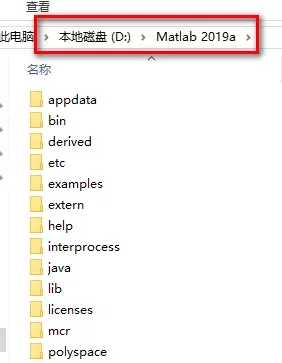 查看
此电脑 > 本地磁盘 (D:) > Matlab 2019a >
名称
appdata
bin
derived
etc
examples
extern
help
interprocess
java
lib
licenses
mcr
polyspace